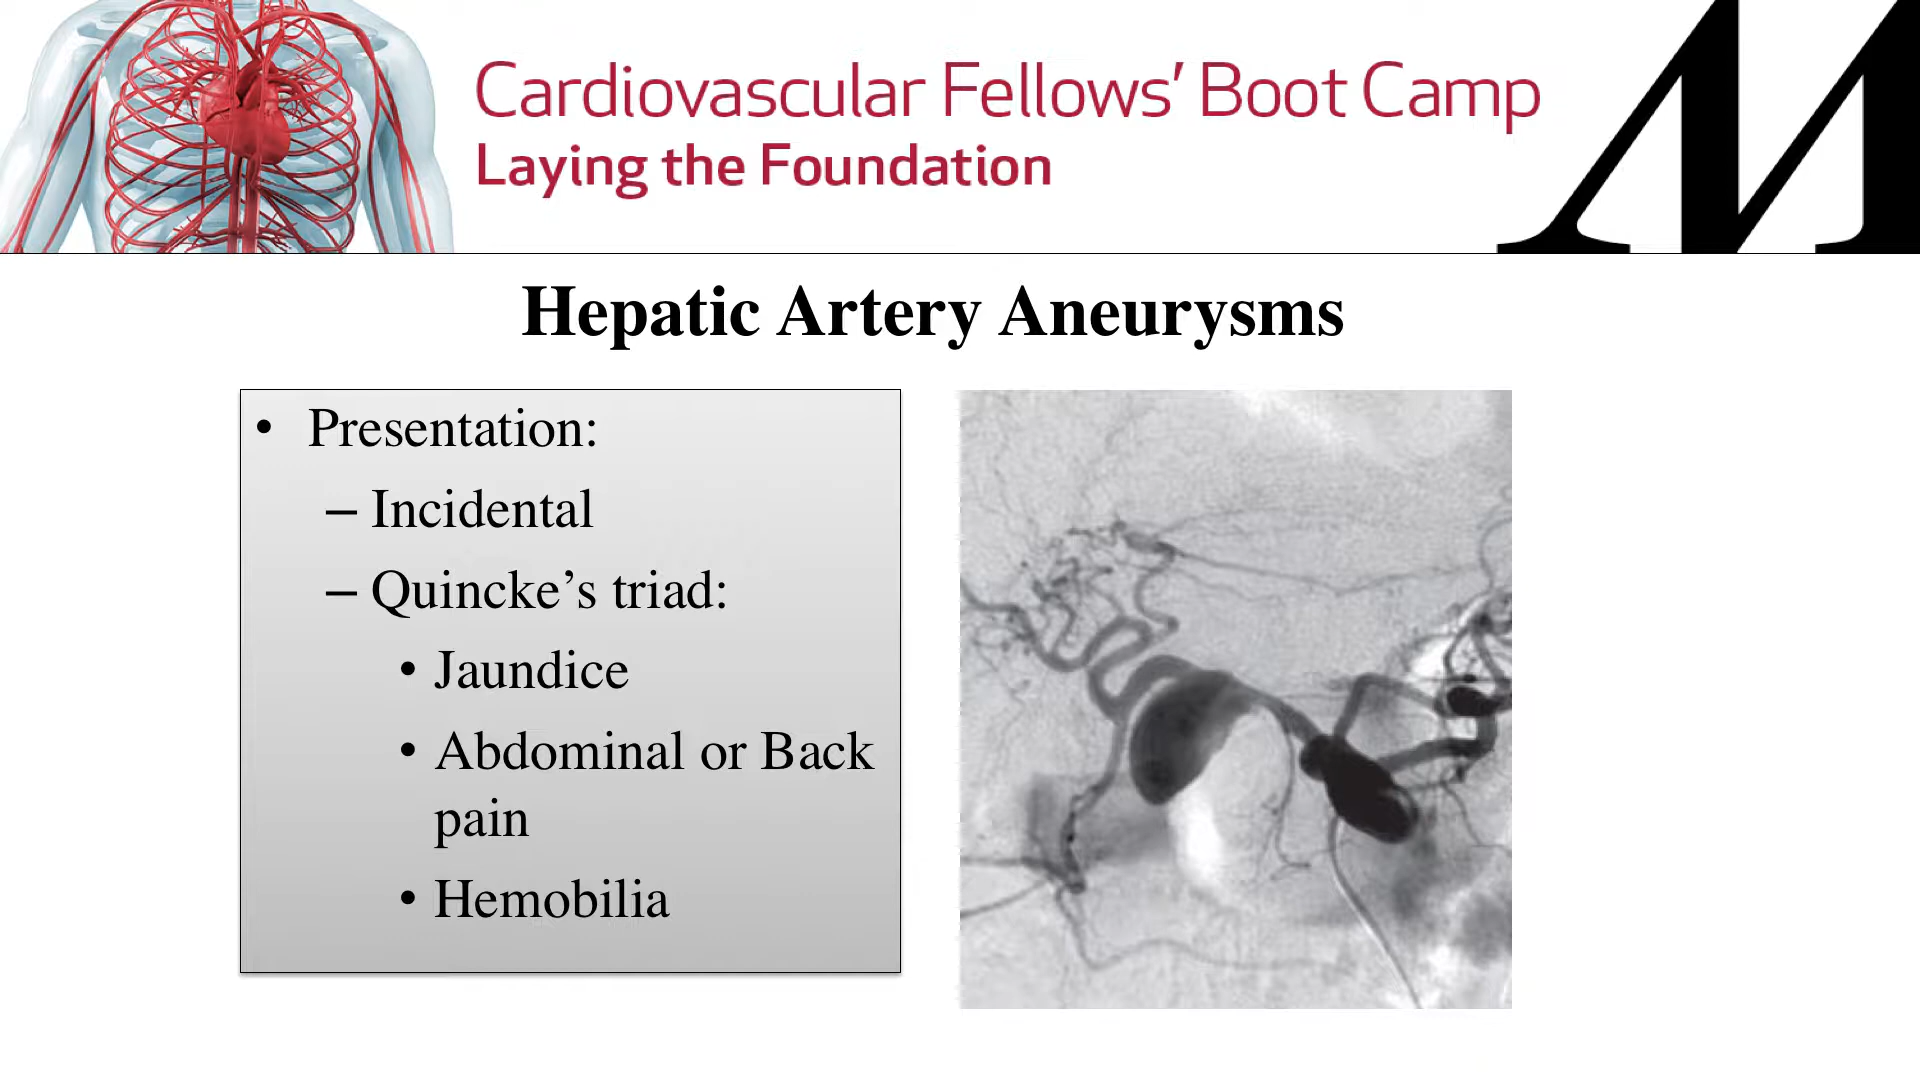 Cardiovascular Fellows’ Boot Camp
Laying the Foundation
M
Hepatic Artery Aneurysms
• Presentation:
– Incidental
– Quincke’s triad:
• Jaundice
• Abdominal or Back
pain
• Hemobilia